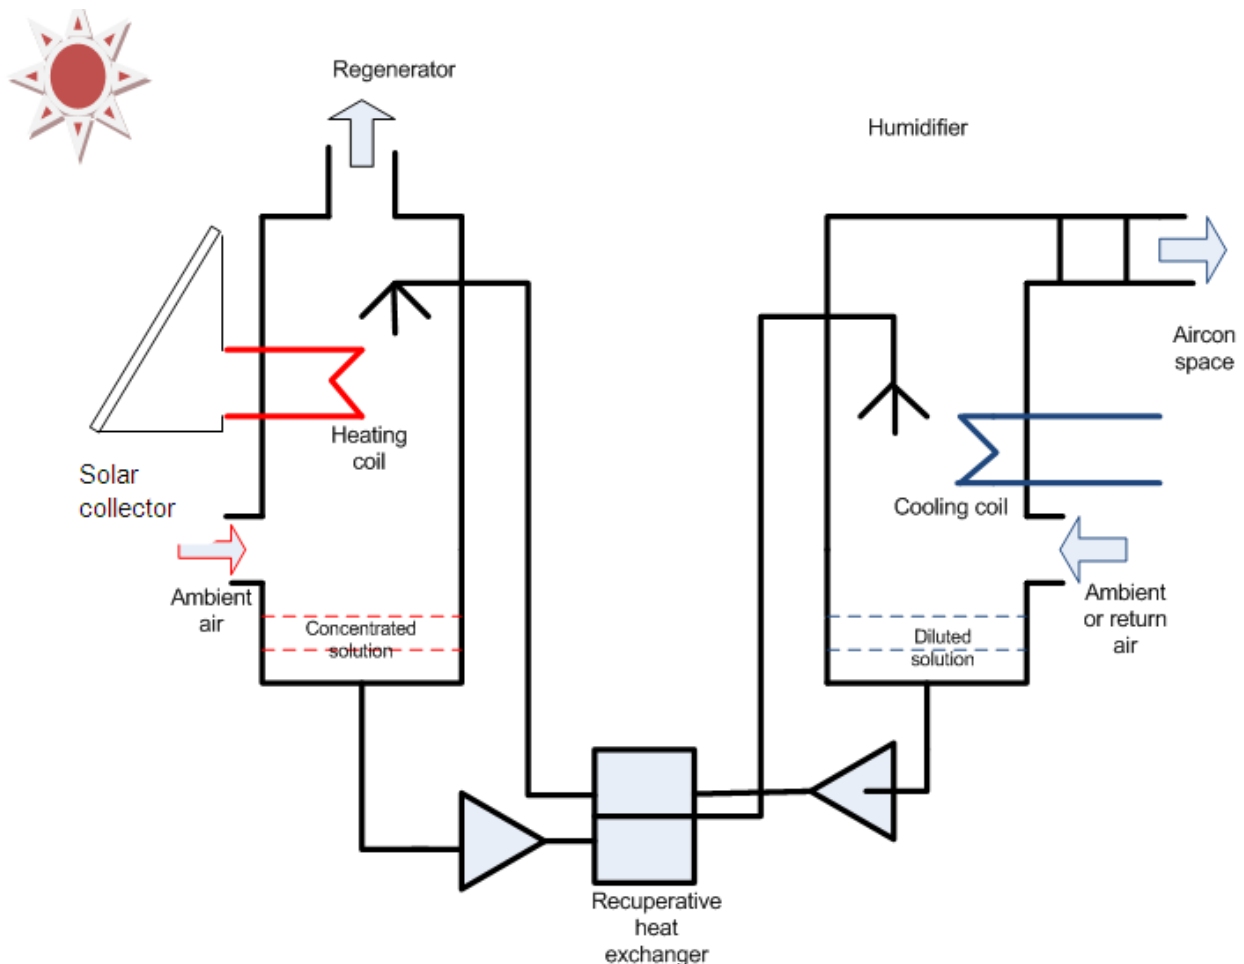 Regenerator
Humidifier
Aircon
space
Heating
coil
Solar
collector
Cooling coil
Ambient
air
Ambient
or return
air
Concentrated
solution
Diluted
solution
Recuperative
heat
exchanger